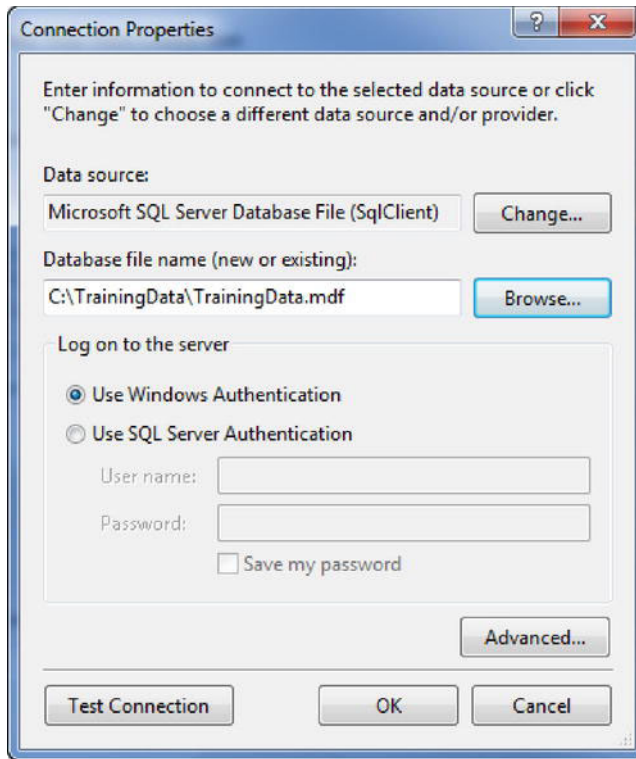 Connection Properties
?
Enter information to connect to the selected data source or click
"Change" to choose a different data source and/or provider.
Data source:
Microsoft SQL Server Database File (SqlClient)
Change...
Database file name (new or existing):
C:\TrainingData\TrainingData.mdf
Browse...
Log on to the server
Use Windows Authentication
Use SQL Server Authentication
User name:
Password:
Save my password
Advanced...
Test Connection
OK
Cancel